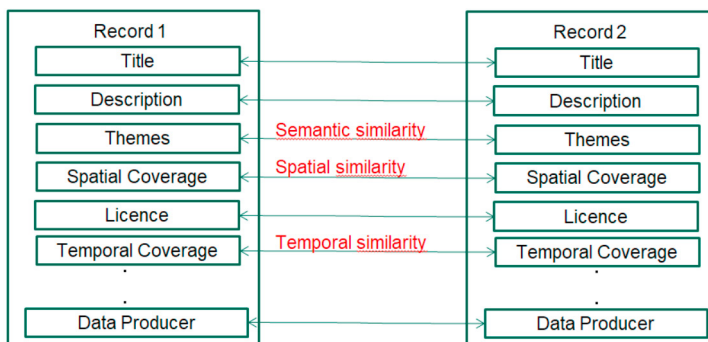 Record 1
Record 2
Title
Title
Description
Description
Themes
Semantic similarity
Themes
Spatial Coverage
Spatial similarity
Spatial Coverage
Licence
Licence
Temporal Coverage
Temporal similarity
Temporal Coverage
Data Producer
Data Producer